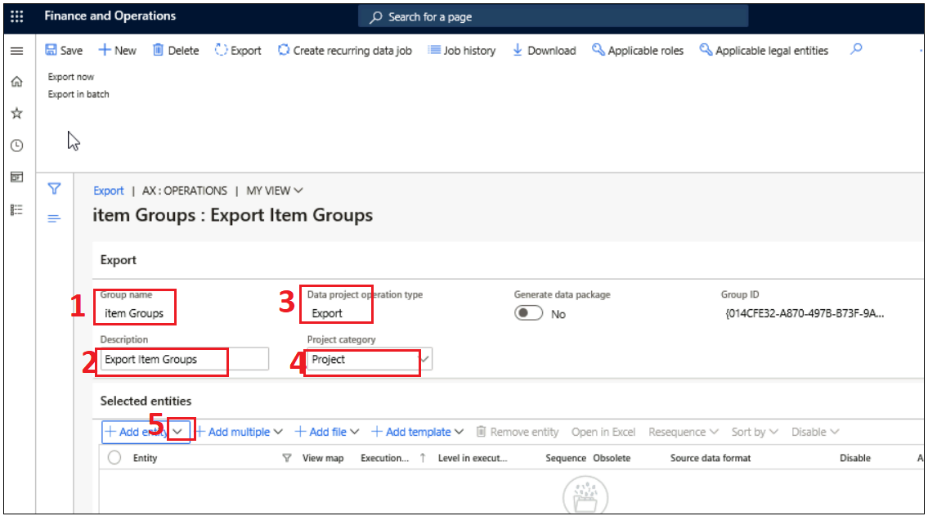 Finance and Operations Search for a page
Save New Delete Export Create recurring data job Job history Download Applicable roles Applicable legal entities
Export now
Export in batch
Export | AX : OPERATIONS | MY VIEW
item Groups : Export Item Groups
Export
1 Group name 3 Data project operation type Generate data package Group ID
item Groups Export No {014CFE32-A870-497B-B73F-9A...
Description Project category
2 Export Item Groups 4 Project
Selected entities
5 Add entity Add multiple Add file Add template Remove entity Open in Excel Resequence Sort by Disable
Entity View map Execution... ↑ Level in execut... Sequence Obsolete Source data format Disable A